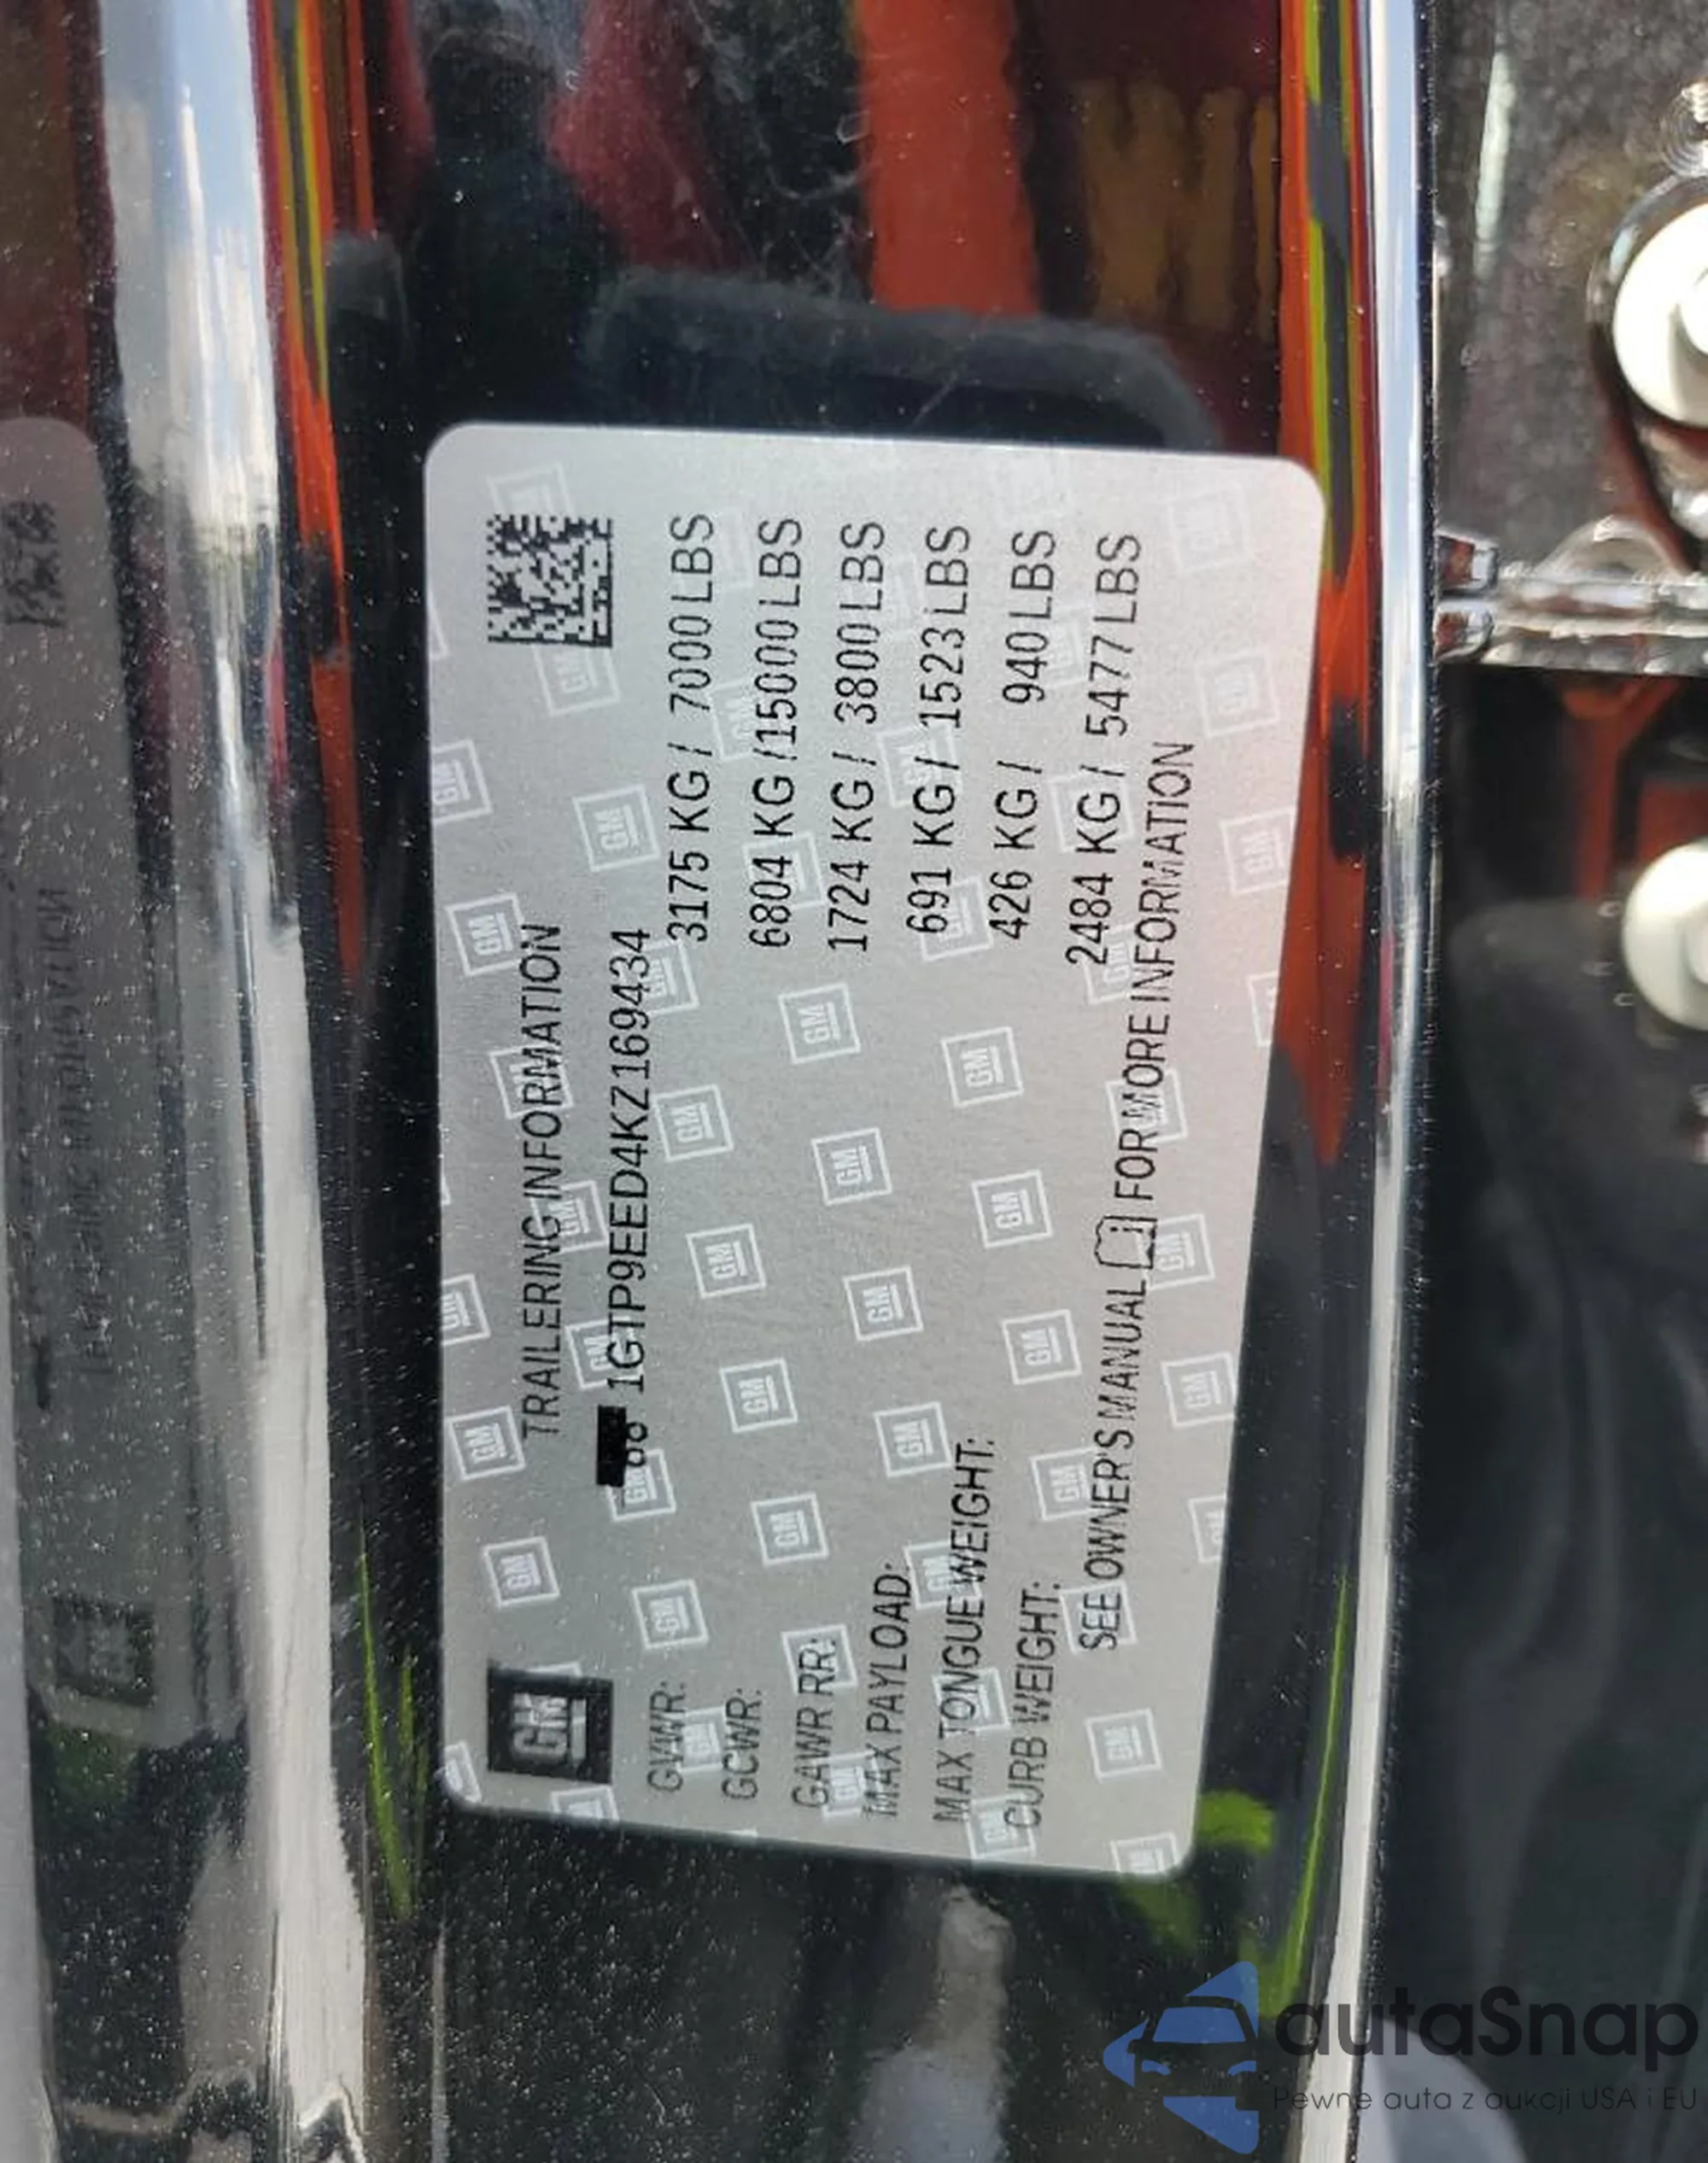 GM
TRAILERING INFORMATION
1GTP9EED4KZ169434
GVWR: 3175 KG / 7000 LBS
GCWR: 6804 KG / 15000 LBS
GAWR RR: 1724 KG / 3800 LBS
MAX PAYLOAD: 691 KG / 1523 LBS
MAX TONGUE WEIGHT: 426 KG / 940 LBS
CURB WEIGHT: 2484 KG / 5477 LBS
SEE OWNER'S MANUAL FOR MORE INFORMATION
autaSnap
Pewne auta z aukcji USA i EU